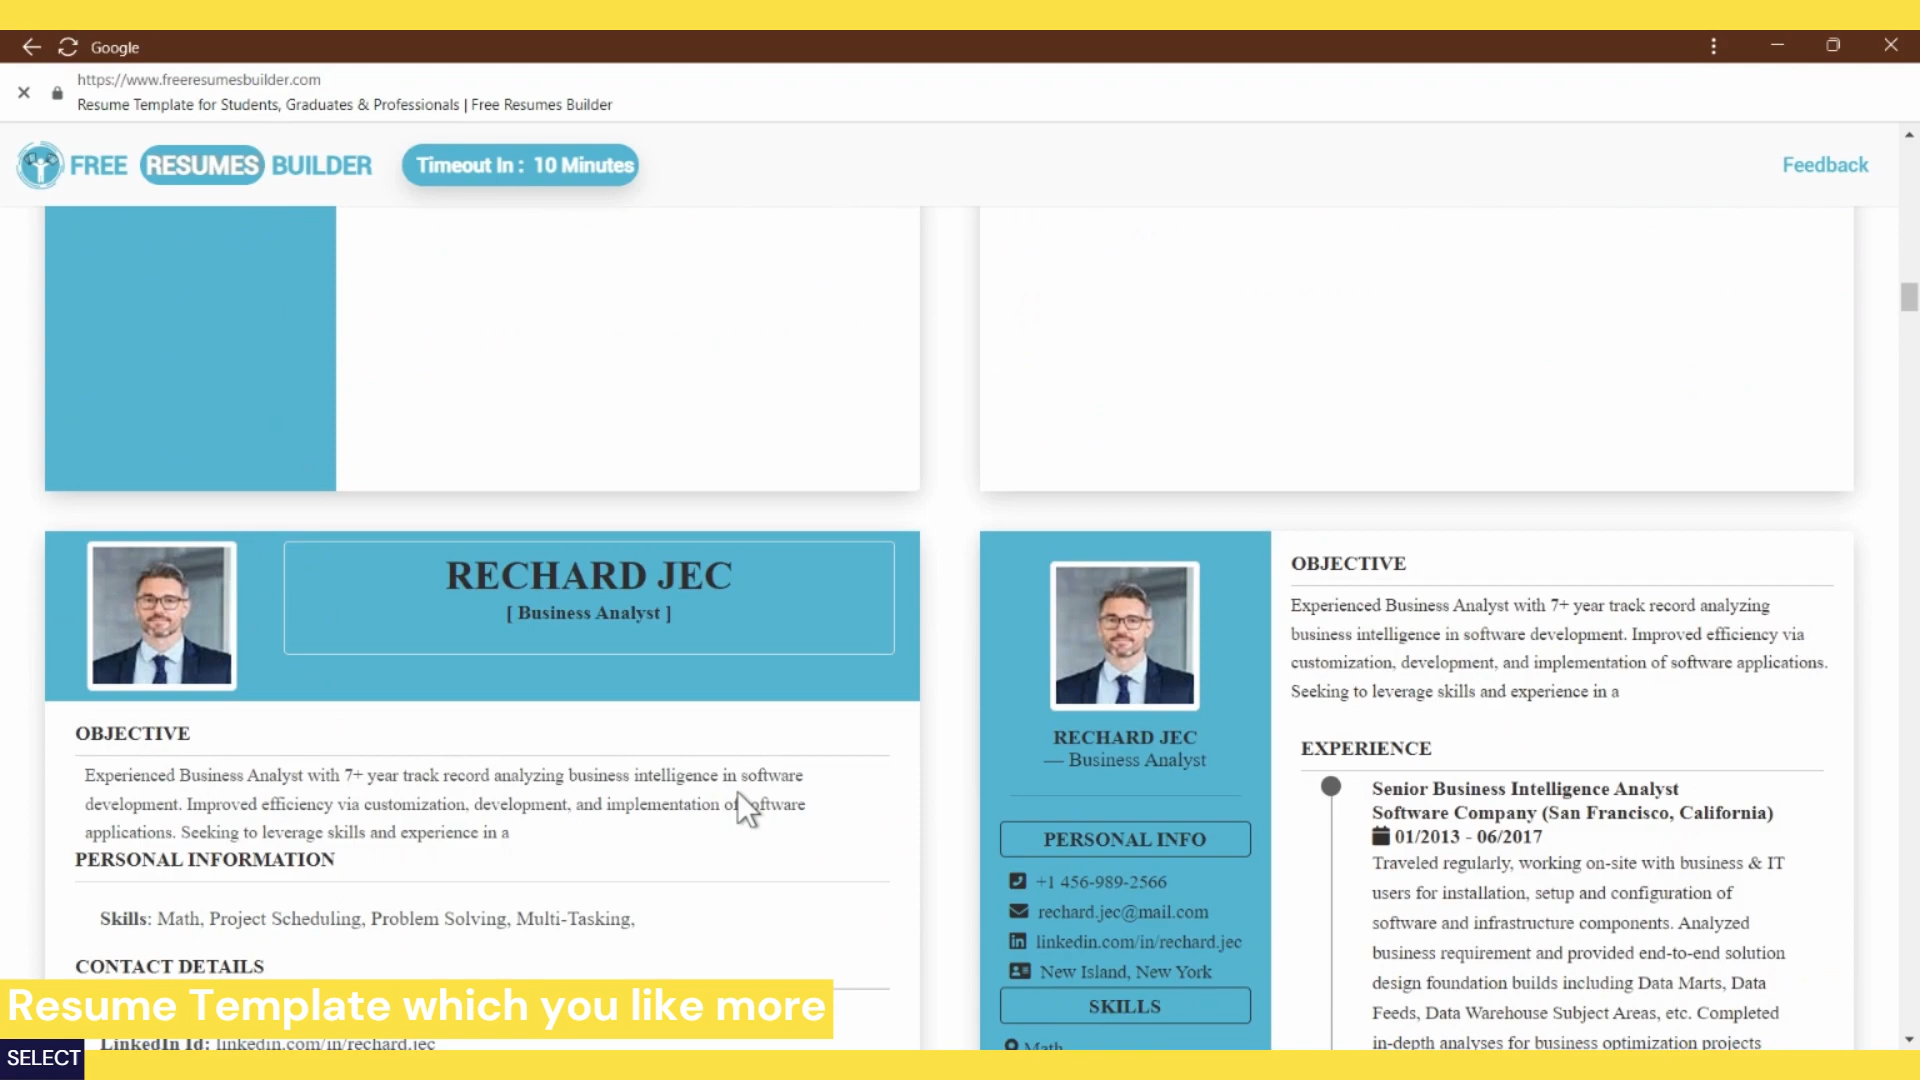 Google
https://www.freeresumesbuilder.com
Resume Template for Students, Graduates & Professionals | Free Resumes Builder
FREE RESUMES BUILDER
Timeout In : 10 Minutes
Feedback
RECHARD JEC
[ Business Analyst ]
OBJECTIVE
Experienced Business Analyst with 7+ year track record analyzing business intelligence in software
development. Improved efficiency via customization, development, and implementation of software
applications. Seeking to leverage skills and experience in a
PERSONAL INFORMATION
Skills: Math, Project Scheduling, Problem Solving, Multi-Tasking,
CONTACT DETAILS
LinkedIn Id: linkedin.com/in/rechard.jec
RECHARD JEC
— Business Analyst
PERSONAL INFO
+1 456-989-2566
rechard.jec@mail.com
linkedin.com/in/rechard.jec
New Island, New York
SKILLS
Math
OBJECTIVE
Experienced Business Analyst with 7+ year track record analyzing
business intelligence in software development. Improved efficiency via
customization, development, and implementation of software applications.
Seeking to leverage skills and experience in a
EXPERIENCE
Senior Business Intelligence Analyst
Software Company (San Francisco, California)
01/2013 - 06/2017
Traveled regularly, working on-site with business & IT
users for installation, setup and configuration of
software and infrastructure components. Analyzed
business requirement and provided end-to-end solution
design foundation builds including Data Marts, Data
Feeds, Data Warehouse Subject Areas, etc. Completed
in-depth analyses for business optimization projects
Resume Template which you like more
SELECT